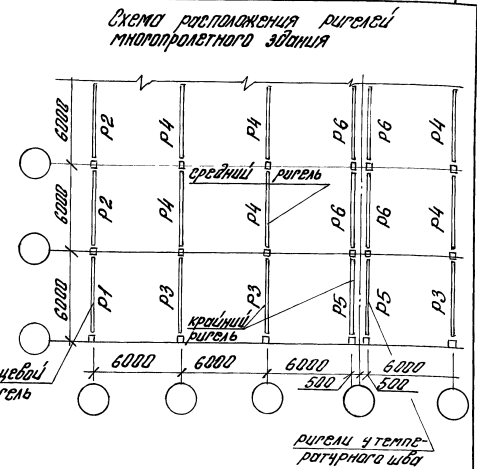 Схема расположения ригелей
многопролетного здания
6000
р2
р4
р4
р6
р6
р4
средний ригель
6000
р2
р4
р4
р6
р6
р4
6000
р1
р3
р3
р5
р5
р3
крайний
ригель
6000
6000
6000
6000
500
500
цевой
гель
ригели у темпе-
ратурного шва